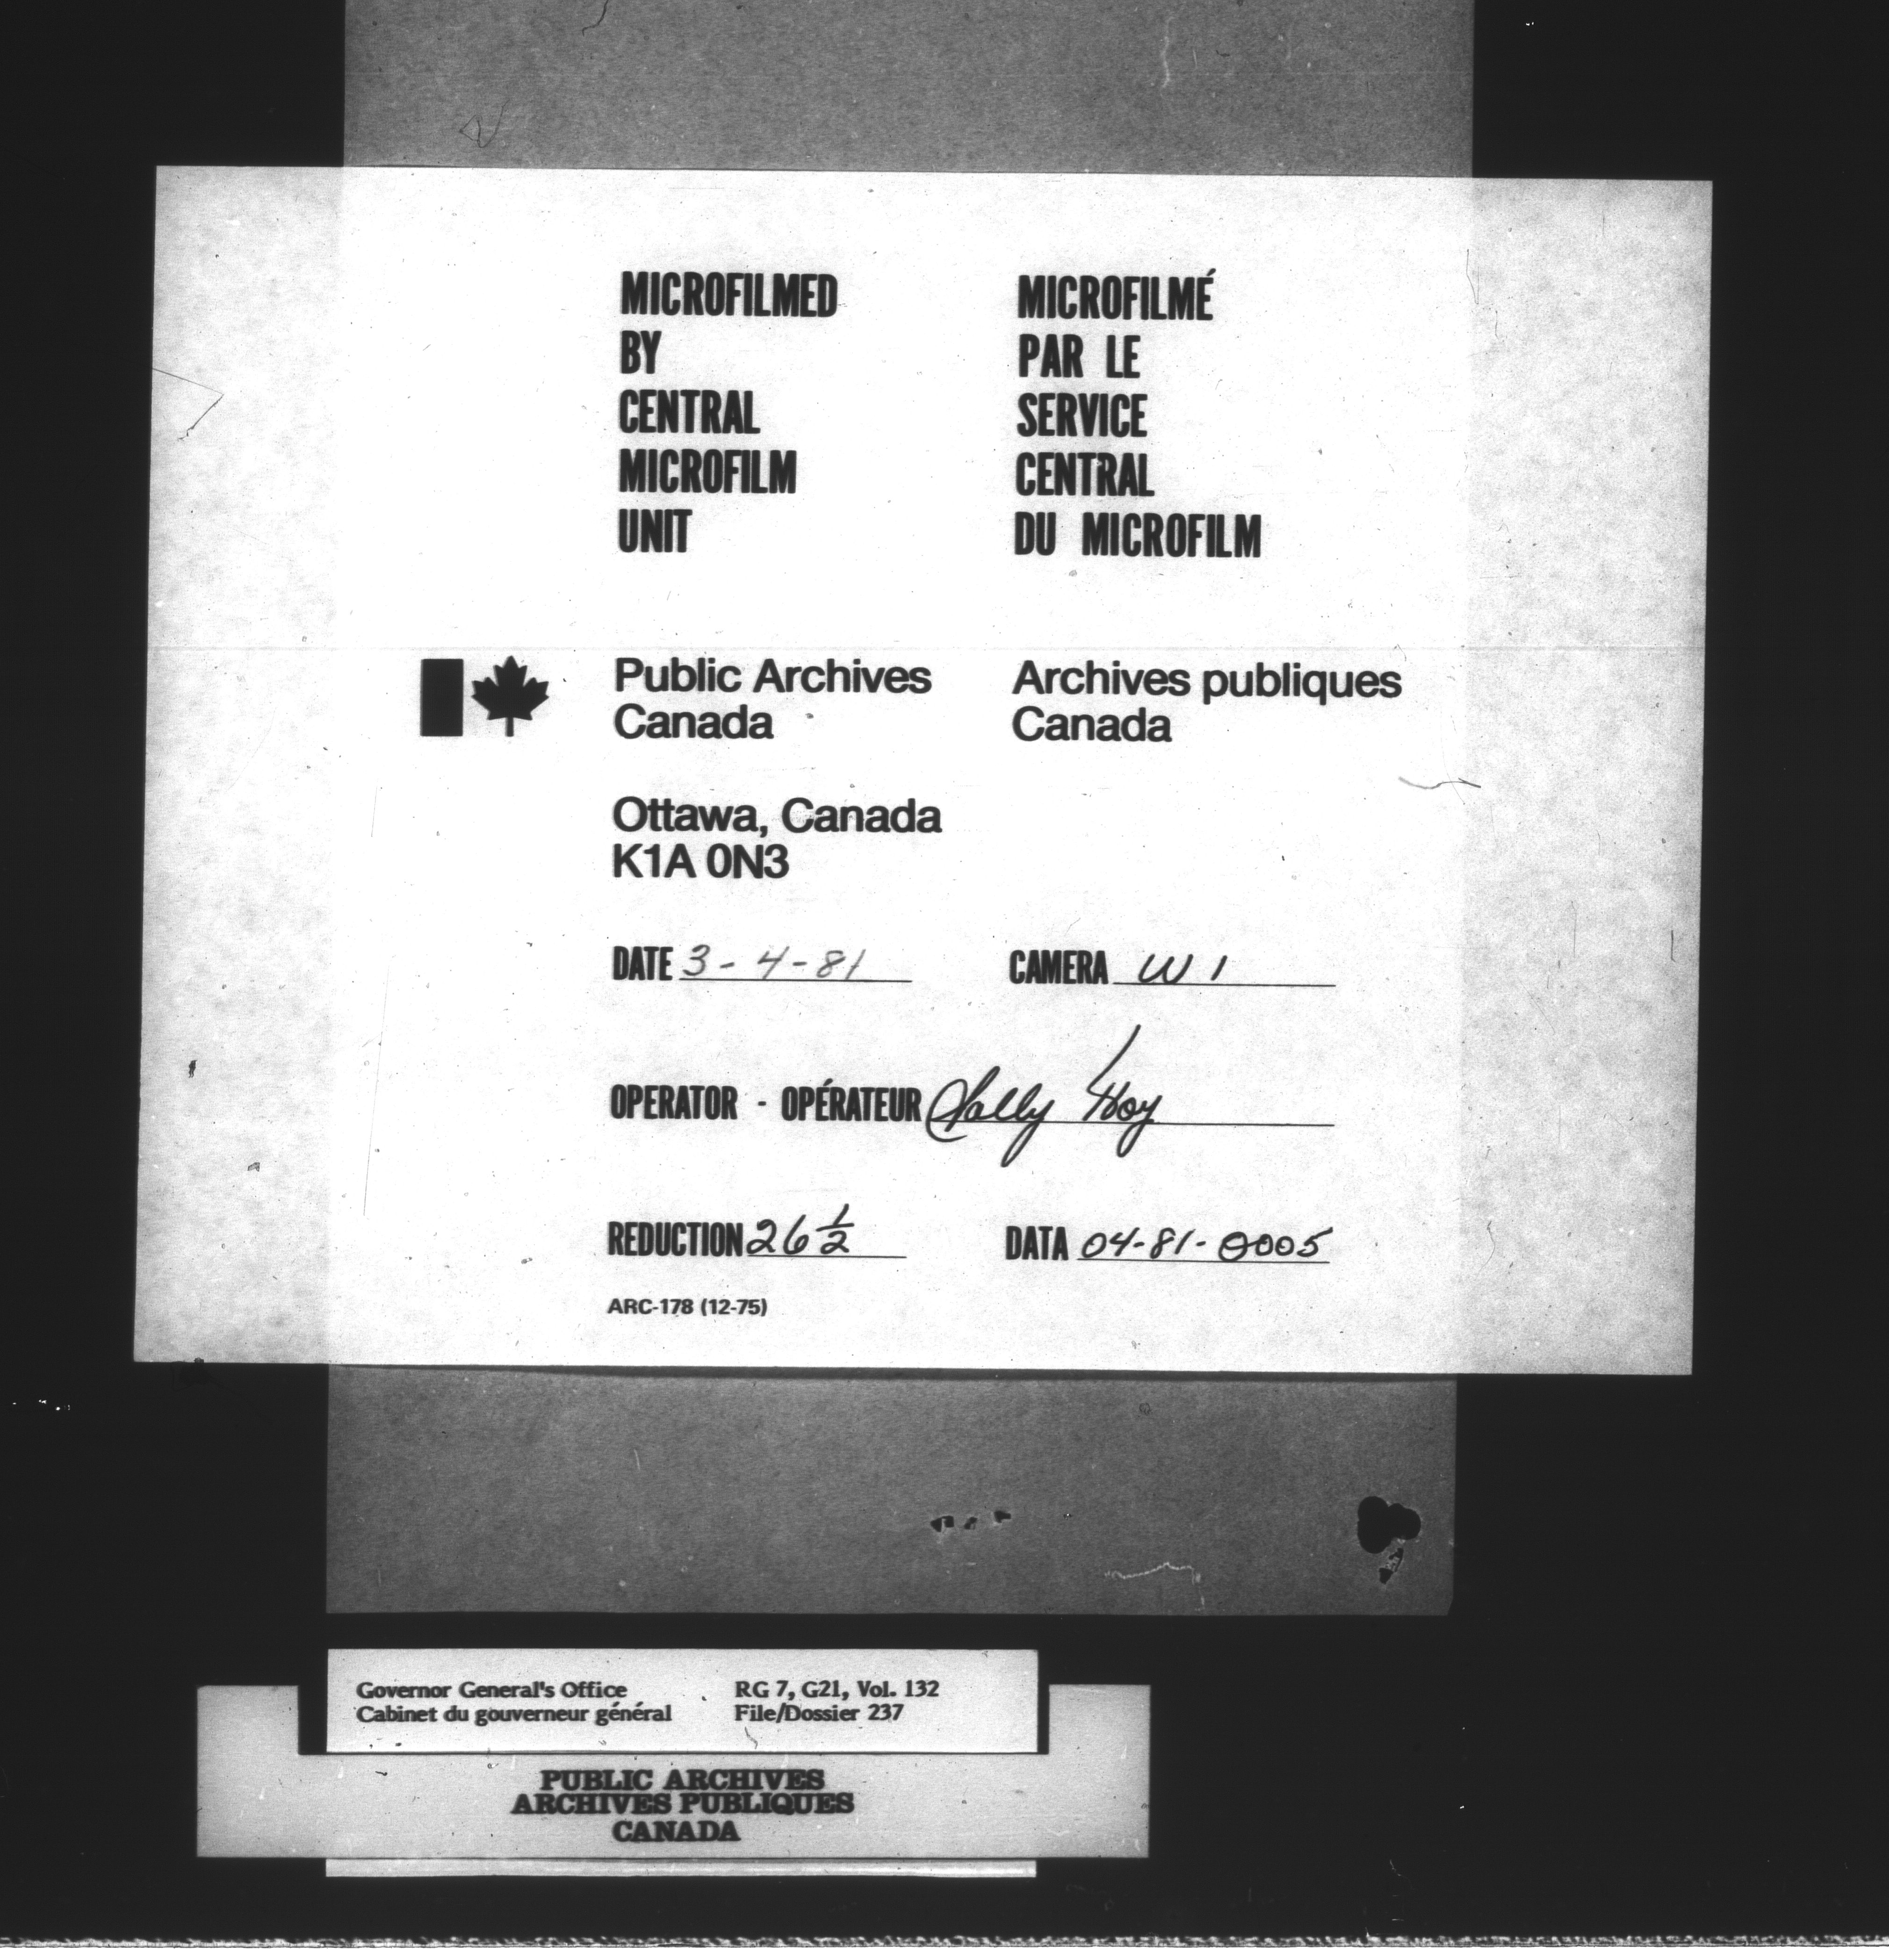 MICROFILMED
BY
CENTRAL
MICROFILM
UNIT
MICROFILMÉ
PAR LE
SERVICE
CENTRAL
DU MICROFILM
Public Archives
Canada
Archives publiques
Canada
Ottawa, Canada
K1A 0N3
DATE 3-4-81
CAMERA W 1
OPERATOR - OPÉRATEUR Sally Hoy
REDUCTION 26 1/2
DATA 04-81-0005
ARC-178 (12-75)
Governor General's Office
Cabinet du gouverneur général
RG 7, G21, Vol. 132
File/Dossier 237
PUBLIC ARCHIVES
ARCHIVES PUBLIQUES
CANADA